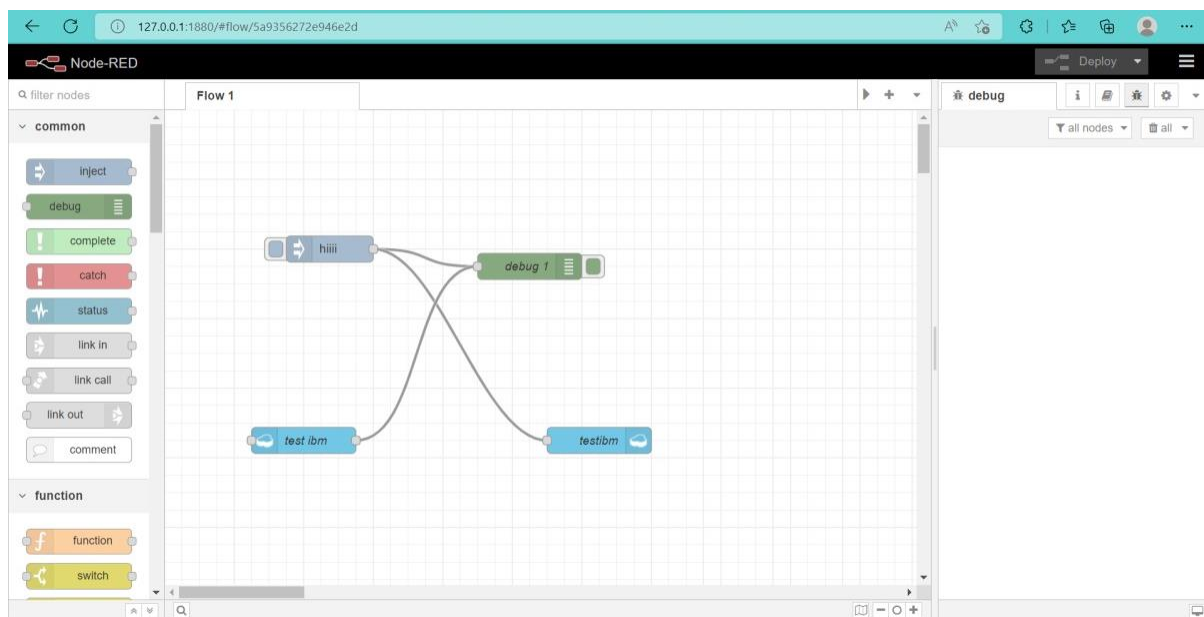 127.0.0.1:1880/#flow/5a9356272e946e2d
Node-RED
Deploy
filter nodes
Flow 1
debug
all nodes
all
common
inject
debug
complete
catch
status
link in
link call
link out
comment
function
function
switch
hiiii
debug 1
test ibm
testibm